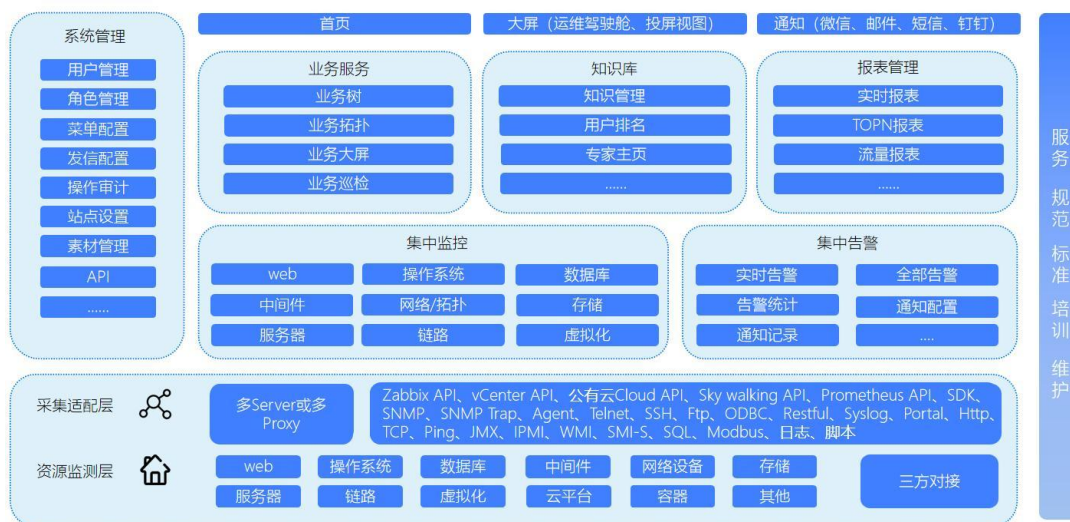 系统管理
用户管理
角色管理
菜单配置
发信配置
操作审计
站点设置
素材管理
API
......
首页
大屏（运维驾驶舱、投屏视图）
通知（微信、邮件、短信、钉钉）
业务服务
业务树
业务拓扑
业务大屏
业务巡检
知识库
知识管理
用户排名
专家主页
......
报表管理
实时报表
TOPN报表
流量报表
......
集中监控
web
操作系统
数据库
中间件
网络/拓扑
存储
服务器
链路
虚拟化
集中告警
实时告警
全部告警
告警统计
通知配置
通知记录
....
采集适配层
多Server或多
Proxy
Zabbix API、vCenter API、公有云Cloud API、Sky walking API、Prometheus API、SDK、
SNMP、SNMP Trap、Agent、Telnet、SSH、Ftp、ODBC、Restful、Syslog、Portal、Http、
TCP、Ping、JMX、IPMI、WMI、SMI-S、SQL、Modbus、日志、脚本
资源监测层
web
操作系统
数据库
中间件
网络设备
存储
服务器
链路
虚拟化
云平台
容器
其他
三方对接
服务
规范
标准
培训
维护